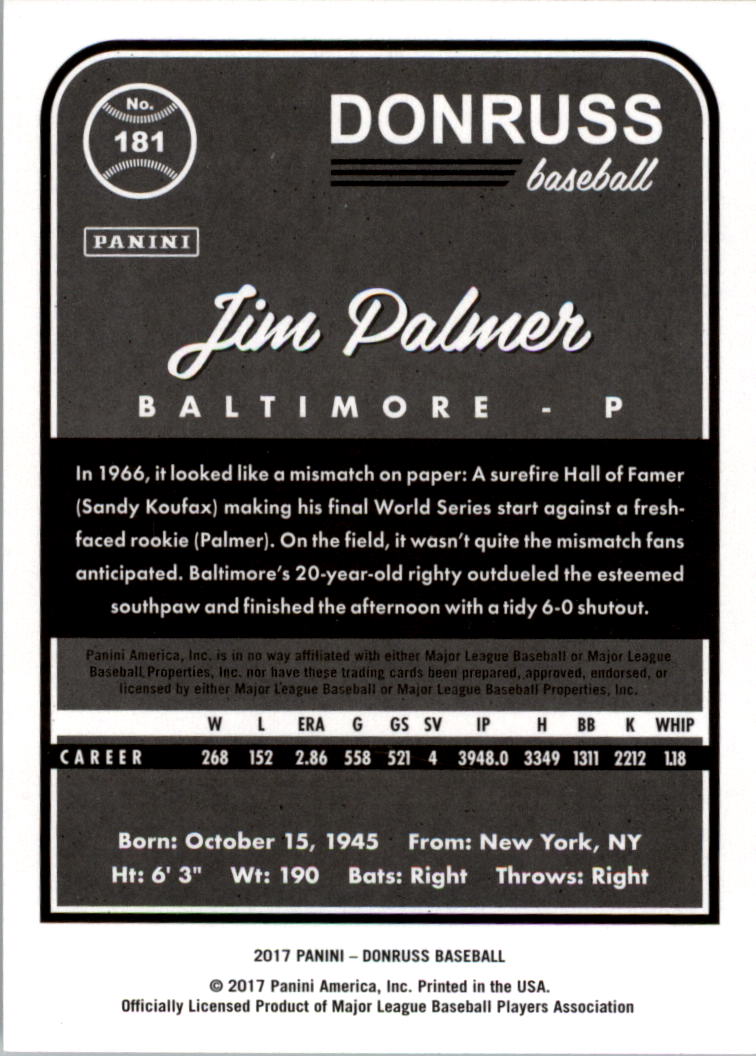 No.
181
DONRUSS
baseball
PANINI
Jim Palmer
BALTIMORE - P
In 1966, it looked like a mismatch on paper: A surefire Hall of Famer
(Sandy Koufax) making his final World Series start against a fresh-
faced rookie (Palmer). On the field, it wasn't quite the mismatch fans
anticipated. Baltimore's 20-year-old righty outdueled the esteemed
southpaw and finished the afternoon with a tidy 6-0 shutout.
Panini America, Inc. is in no way affiliated with either Major League Baseball or Major League
Baseball Properties, Inc. nor have these trading cards been prepared, approved, endorsed, or
licensed by either Major League Baseball or Major League Baseball Properties, Inc.
W L ERA G GS SV IP H BB K WHIP
CAREER 268 152 2.86 558 521 4 3948.0 3349 1311 2212 1.18
Born: October 15, 1945 From: New York, NY
Ht: 6' 3" Wt: 190 Bats: Right Throws: Right
2017 PANINI – DONRUSS BASEBALL
© 2017 Panini America, Inc. Printed in the USA.
Officially Licensed Product of Major League Baseball Players Association